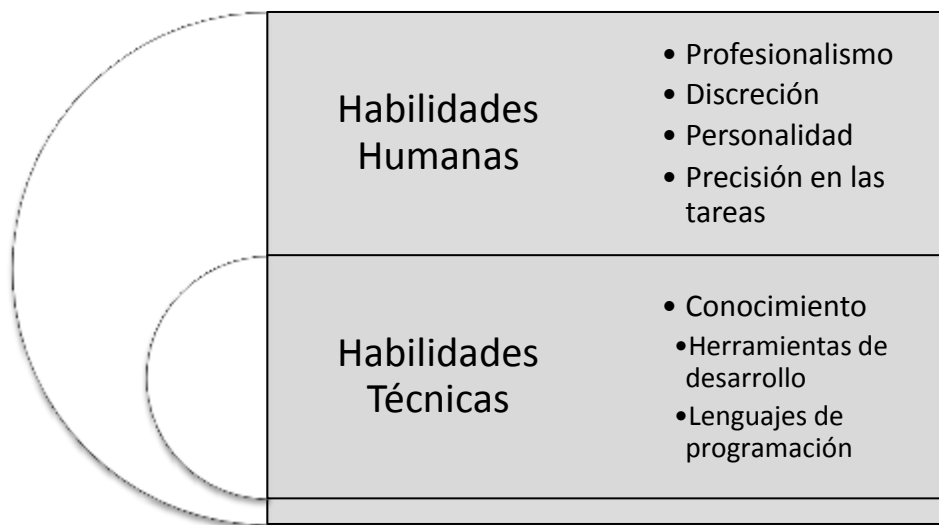 Habilidades
Humanas
• Profesionalismo
• Discreción
• Personalidad
• Precisión en las
tareas
Habilidades
Técnicas
• Conocimiento
•Herramientas de
desarrollo
•Lenguajes de
programación